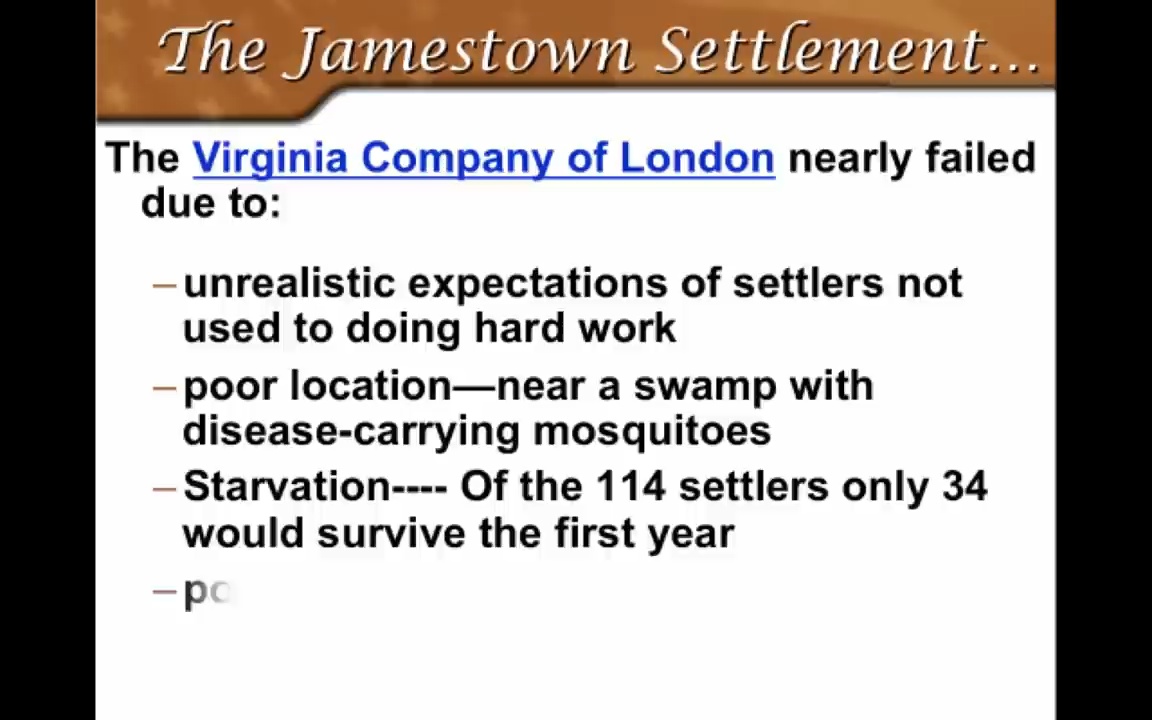 The Jamestown Settlement...
The Virginia Company of London nearly failed
due to:
–unrealistic expectations of settlers not
used to doing hard work
–poor location—near a swamp with
disease-carrying mosquitoes
–Starvation---- Of the 114 settlers only 34
would survive the first year